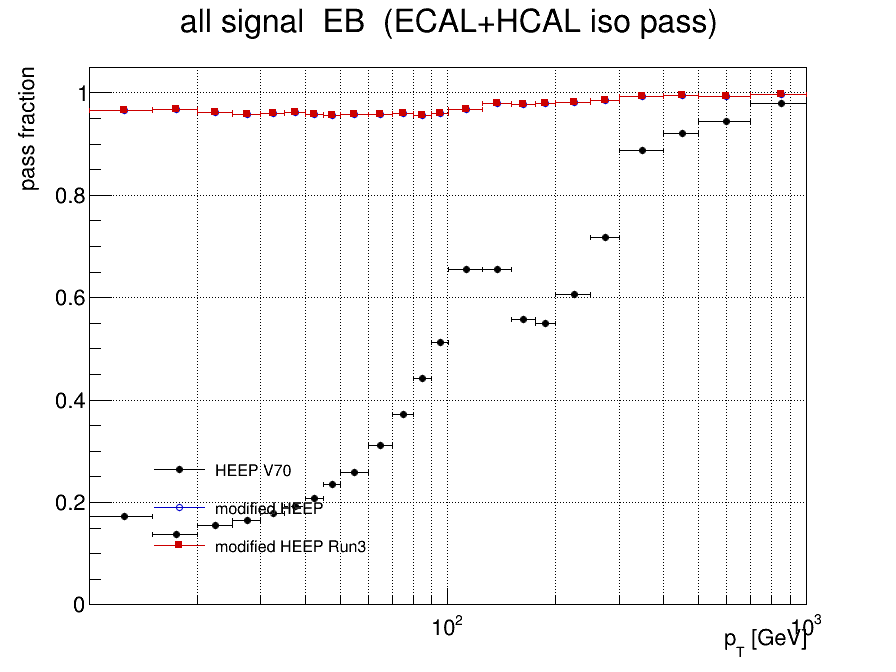 all signal EB (ECAL+HCAL iso pass)
pass fraction
1
0.8
0.6
0.4
0.2
0
HEEP V70
modified HEEP
modified HEEP Run3
10²
10³
p_T [GeV]